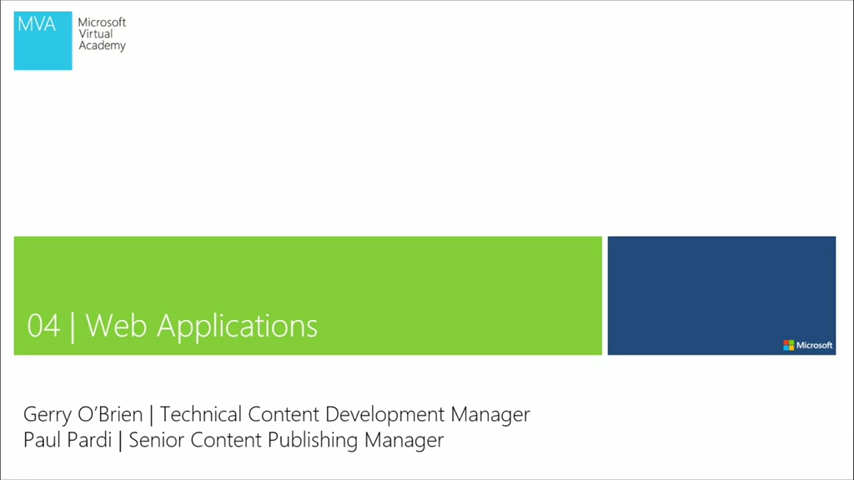 MVA
Microsoft
Virtual
Academy
04 | Web Applications
Microsoft
Gerry O'Brien | Technical Content Development Manager
Paul Pardi | Senior Content Publishing Manager